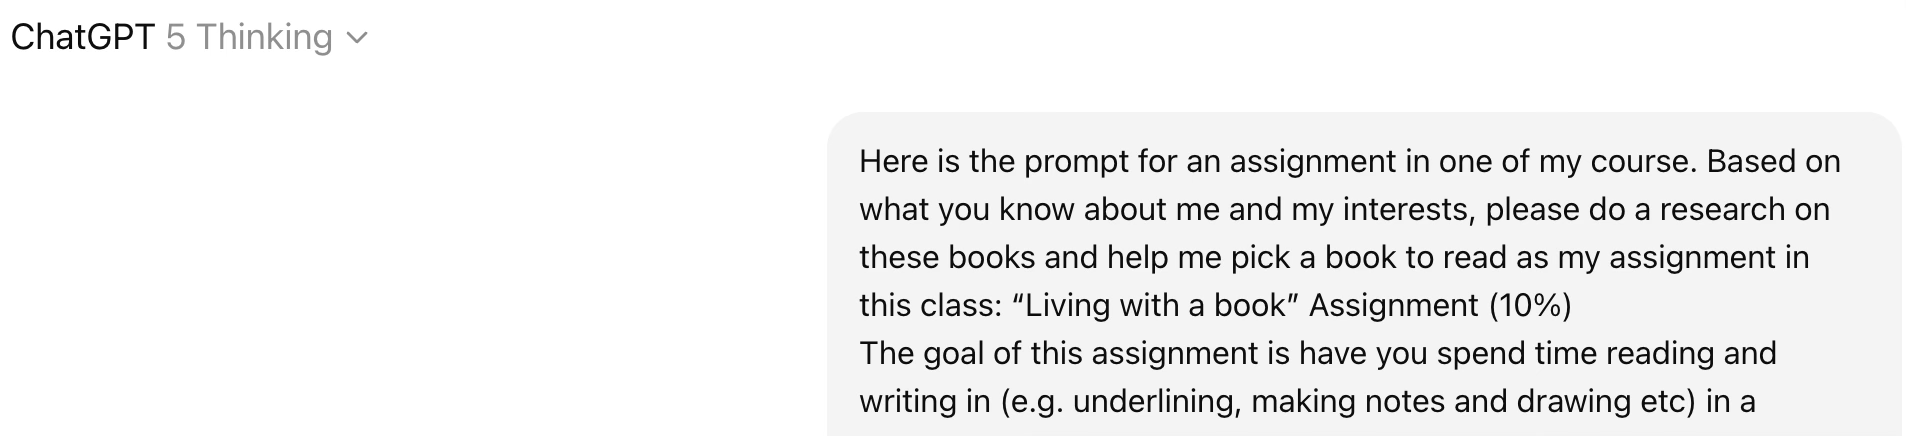 ChatGPT 5 Thinking
Here is the prompt for an assignment in one of my course. Based on
what you know about me and my interests, please do a research on
these books and help me pick a book to read as my assignment in
this class: “Living with a book” Assignment (10%)
The goal of this assignment is have you spend time reading and
writing in (e.g. underlining, making notes and drawing etc) in a